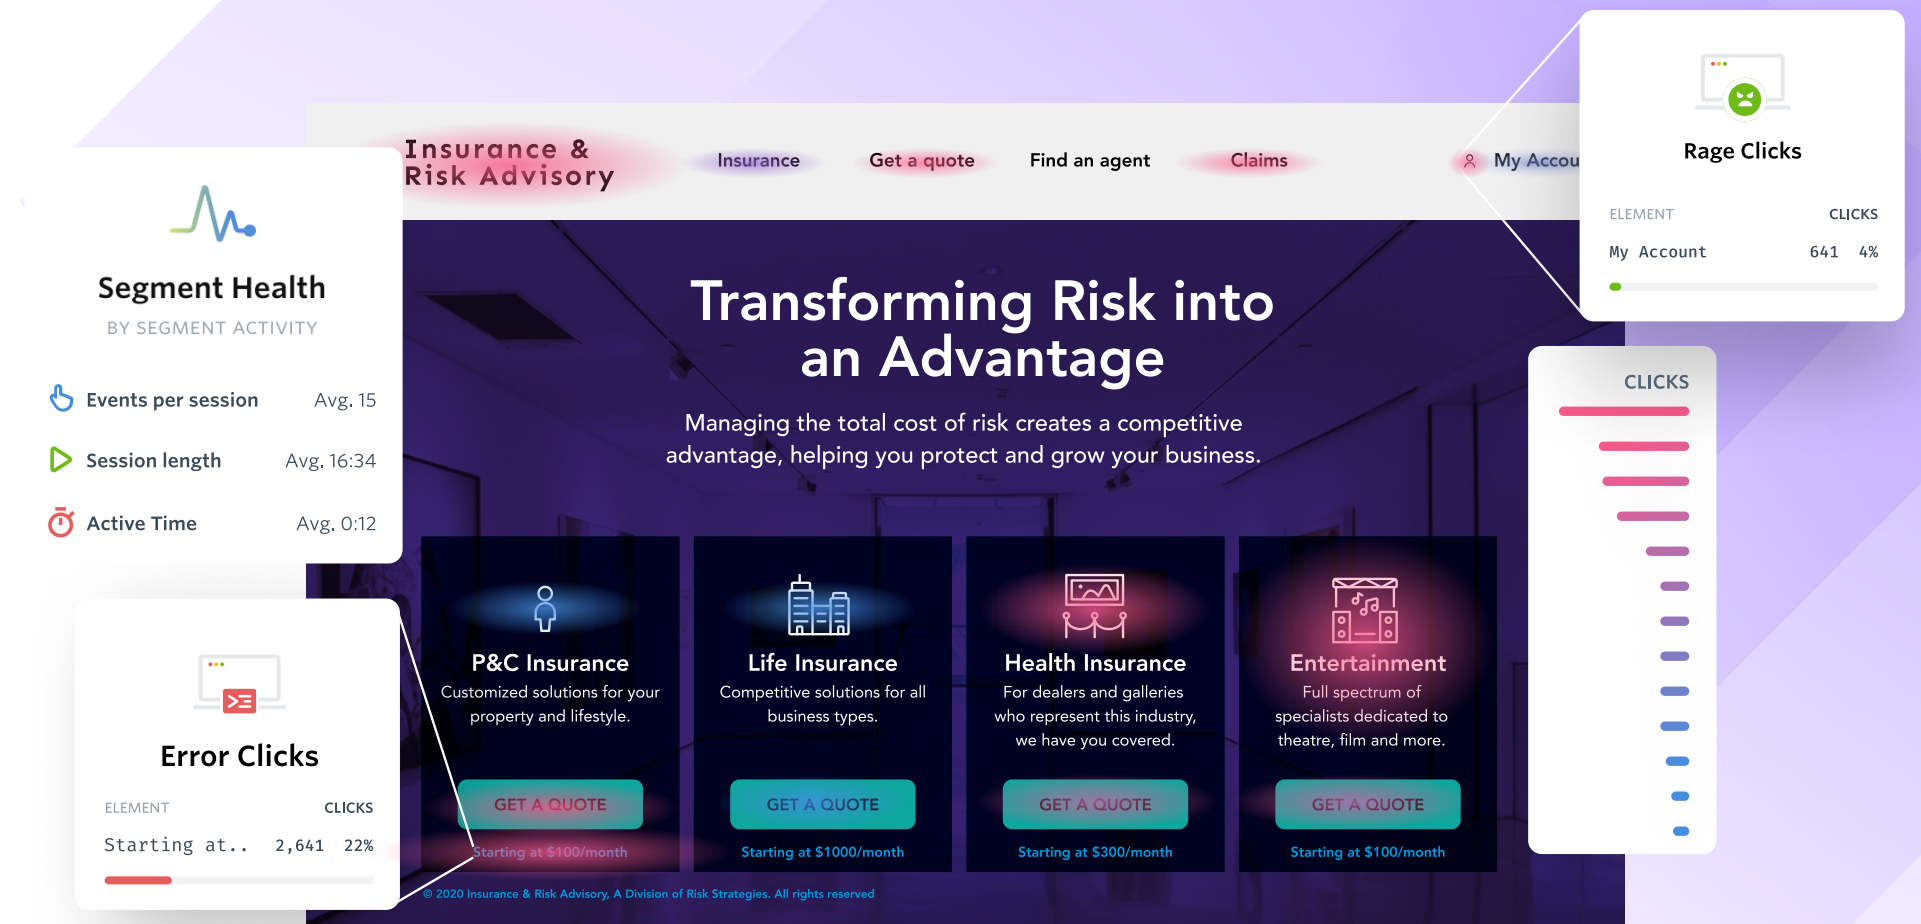 Insurance &
Risk Advisory
Insurance
Get a quote
Find an agent
Claims
My Accou
Rage Clicks
ELEMENT CLICKS
My Account 641 4%
Segment Health
BY SEGMENT ACTIVITY
Events per session Avg. 15
Session length Avg. 16:34
Active Time Avg. 0:12
Transforming Risk into
an Advantage
Managing the total cost of risk creates a competitive
advantage, helping you protect and grow your business.
CLICKS
P&C Insurance
Customized solutions for your
property and lifestyle.
GET A QUOTE
Starting at $100/month
Life Insurance
Competitive solutions for all
business types.
GET A QUOTE
Starting at $1000/month
Health Insurance
For dealers and galleries
who represent this industry,
we have you covered.
GET A QUOTE
Starting at $300/month
Entertainment
Full spectrum of
specialists dedicated to
theatre, film and more.
GET A QUOTE
Starting at $100/month
Error Clicks
ELEMENT CLICKS
Starting at.. 2,641 22%
© 2020 Insurance & Risk Advisory, A Division of Risk Strategies. All rights reserved